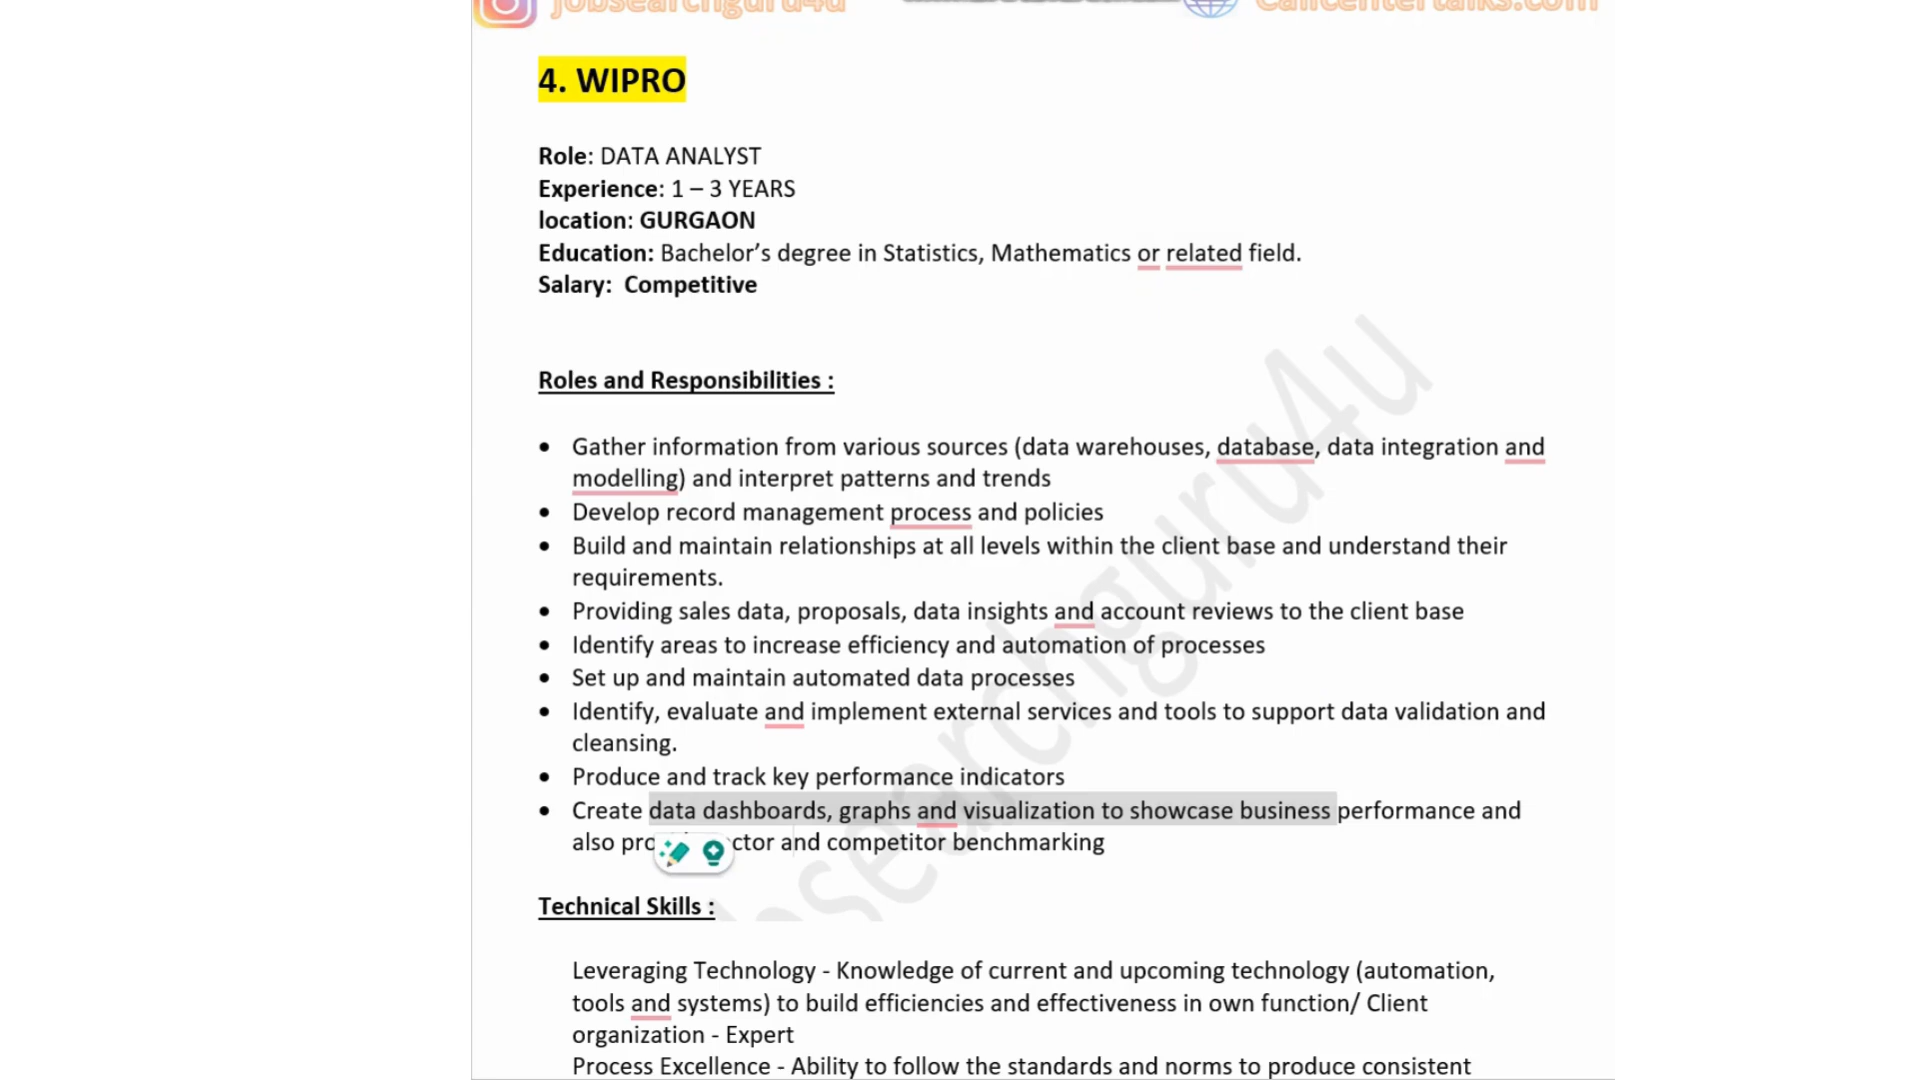 jobsearchguru4u
Callcentertalks.com
4. WIPRO
Role: DATA ANALYST
Experience: 1 – 3 YEARS
location: GURGAON
Education: Bachelor’s degree in Statistics, Mathematics or related field.
Salary: Competitive
Roles and Responsibilities :
• Gather information from various sources (data warehouses, database, data integration and
modelling) and interpret patterns and trends
• Develop record management process and policies
• Build and maintain relationships at all levels within the client base and understand their
requirements.
• Providing sales data, proposals, data insights and account reviews to the client base
• Identify areas to increase efficiency and automation of processes
• Set up and maintain automated data processes
• Identify, evaluate and implement external services and tools to support data validation and
cleansing.
• Produce and track key performance indicators
• Create data dashboards, graphs and visualization to showcase business performance and
also and competitor benchmarking
Technical Skills :
Leveraging Technology - Knowledge of current and upcoming technology (automation,
tools and systems) to build efficiencies and effectiveness in own function/ Client
organization - Expert
Process Excellence - Ability to follow the standards and norms to produce consistent